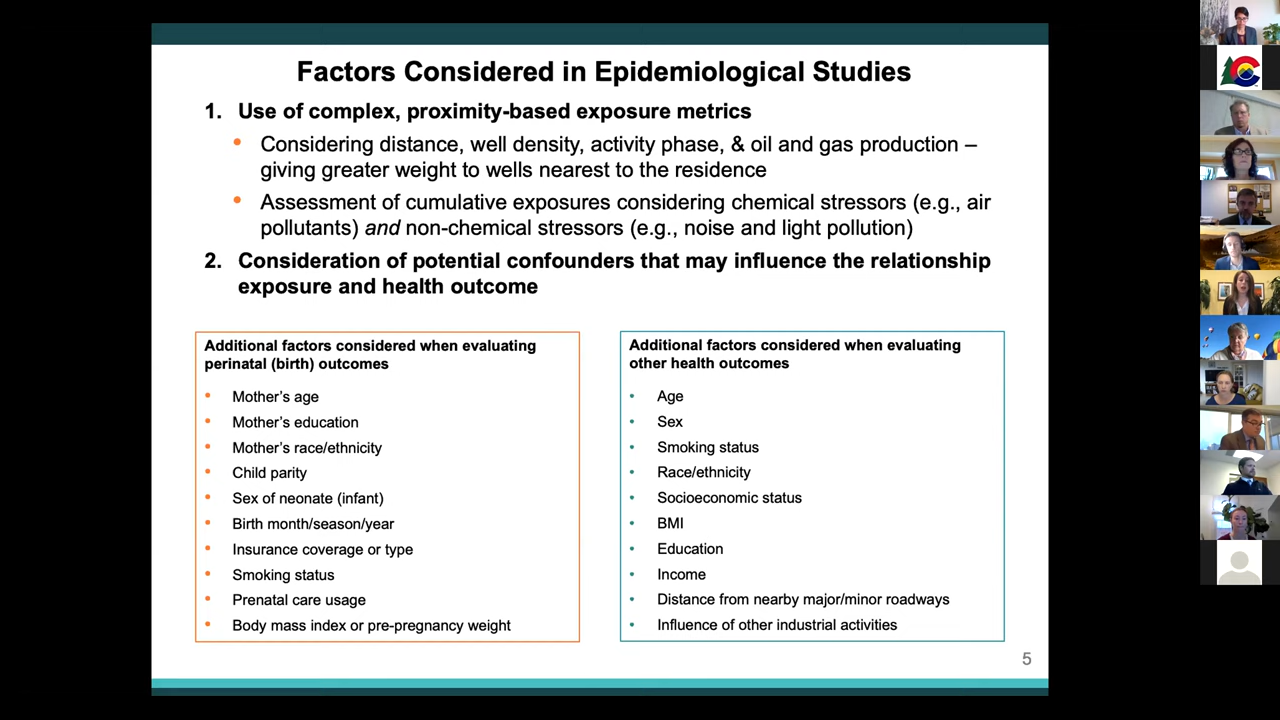 Factors Considered in Epidemiological Studies
1. Use of complex, proximity-based exposure metrics
• Considering distance, well density, activity phase, & oil and gas production –
giving greater weight to wells nearest to the residence
• Assessment of cumulative exposures considering chemical stressors (e.g., air
pollutants) and non-chemical stressors (e.g., noise and light pollution)
2. Consideration of potential confounders that may influence the relationship
exposure and health outcome
Additional factors considered when evaluating
perinatal (birth) outcomes
• Mother's age
• Mother's education
• Mother's race/ethnicity
• Child parity
• Sex of neonate (infant)
• Birth month/season/year
• Insurance coverage or type
• Smoking status
• Prenatal care usage
• Body mass index or pre-pregnancy weight
Additional factors considered when evaluating
other health outcomes
• Age
• Sex
• Smoking status
• Race/ethnicity
• Socioeconomic status
• BMI
• Education
• Income
• Distance from nearby major/minor roadways
• Influence of other industrial activities
5